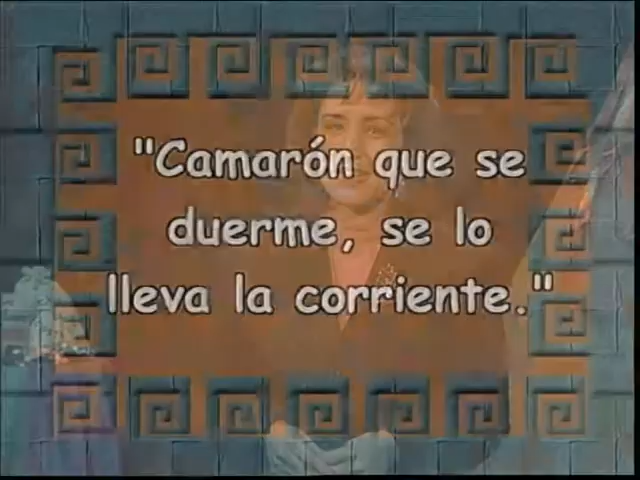 "Camarón que se
duerme, se lo
lleva la corriente."